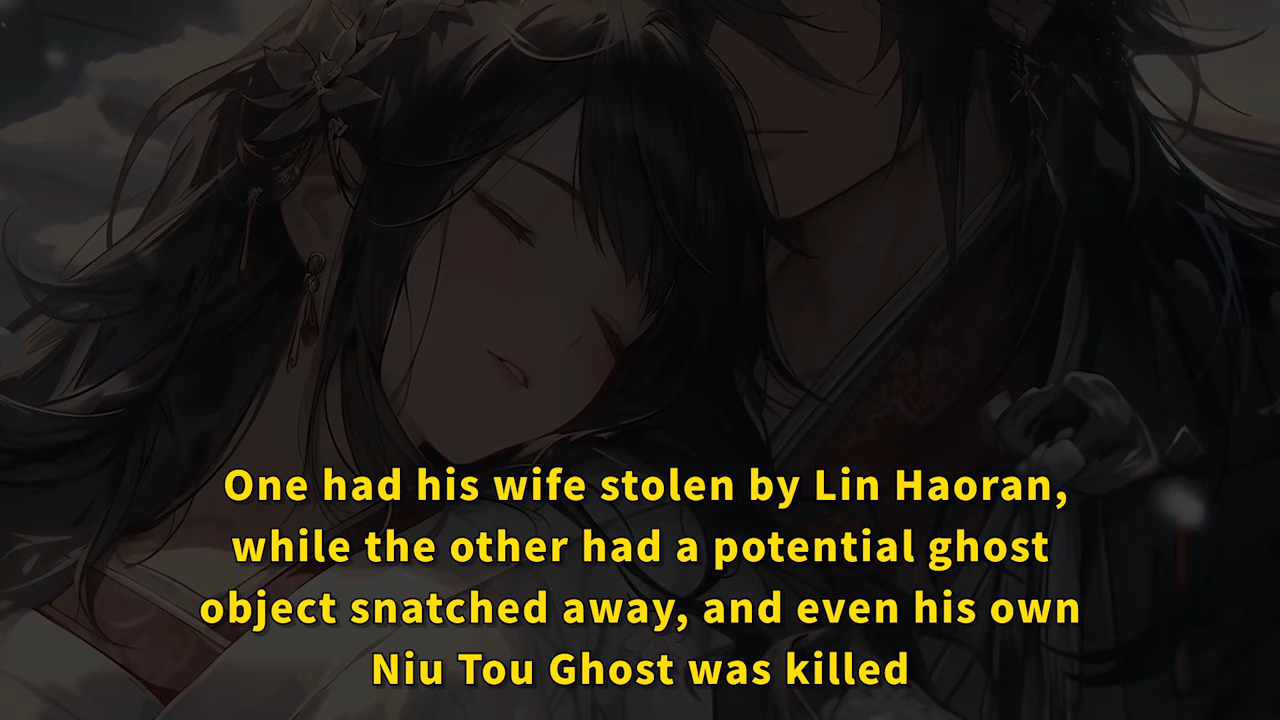 One had his wife stolen by Lin Haoran,
while the other had a potential ghost
object snatched away, and even his own
Niu Tou Ghost was killed